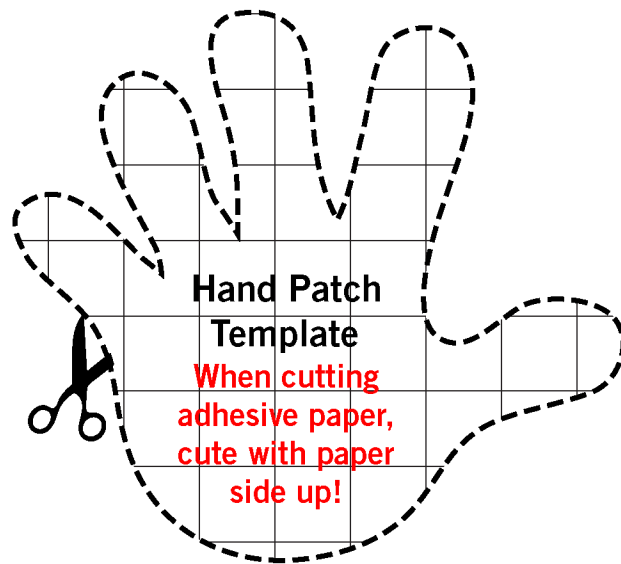 Hand Patch
Template
When cutting
adhesive paper,
cute with paper
side up!